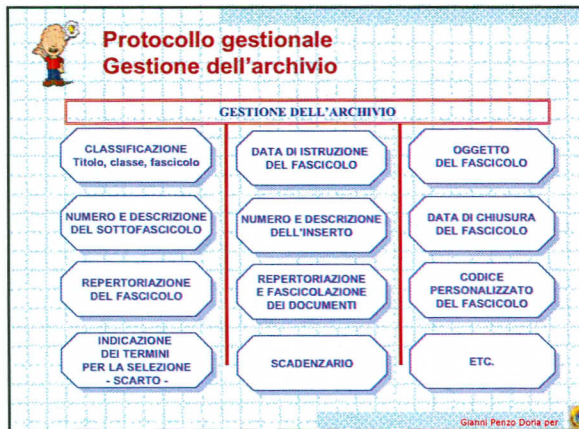 Protocollo gestionale
Gestione dell'archivio
GESTIONE DELL'ARCHIVIO
CLASSIFICAZIONE
Titolo, classe, fascicolo
DATA DI ISTRUZIONE
DEL FASCICOLO
OGGETTO
DEL FASCICOLO
NUMERO E DESCRIZIONE
DEL SOTTOFASCICOLO
NUMERO E DESCRIZIONE
DELL'INSERTO
DATA DI CHIUSURA
DEL FASCICOLO
REPERTORIAZIONE
DEL FASCICOLO
REPERTORIAZIONE
E FASCICOLAZIONE
DEI DOCUMENTI
CODICE
PERSONALIZZATO
DEL FASCICOLO
INDICAZIONE
DEI TERMINI
PER LA SELEZIONE
- SCARTO -
SCADENZARIO
ETC.
Gianni Penzo Doria per